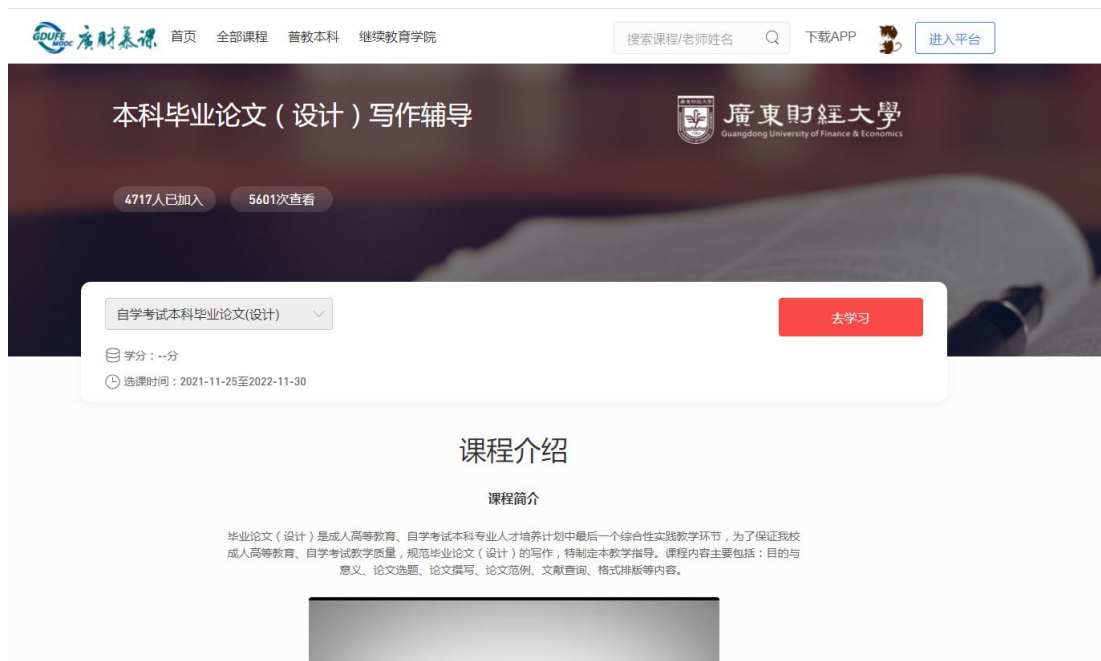 GDUFE MOOC 廣财慕课 首页 全部课程 普教本科 继续教育学院 搜索课程/老师姓名 下载APP 进入平台
本科毕业论文（设计）写作辅导
廣東財經大學
Guangdong University of Finance & Economics
4717人已加入 5601次查看
自学考试本科毕业论文(设计) 去学习
学分：--分
选课时间：2021-11-25至2022-11-30
课程介绍
课程简介
毕业论文（设计）是成人高等教育、自学考试本科专业人才培养计划中最后一个综合性实践教学环节，为了保证我校
成人高等教育、自学考试教学质量，规范毕业论文（设计）的写作，特制定本教学指导。课程内容主要包括：目的与
意义、论文选题、论文撰写、论文范例、文献查询、格式排版等内容。